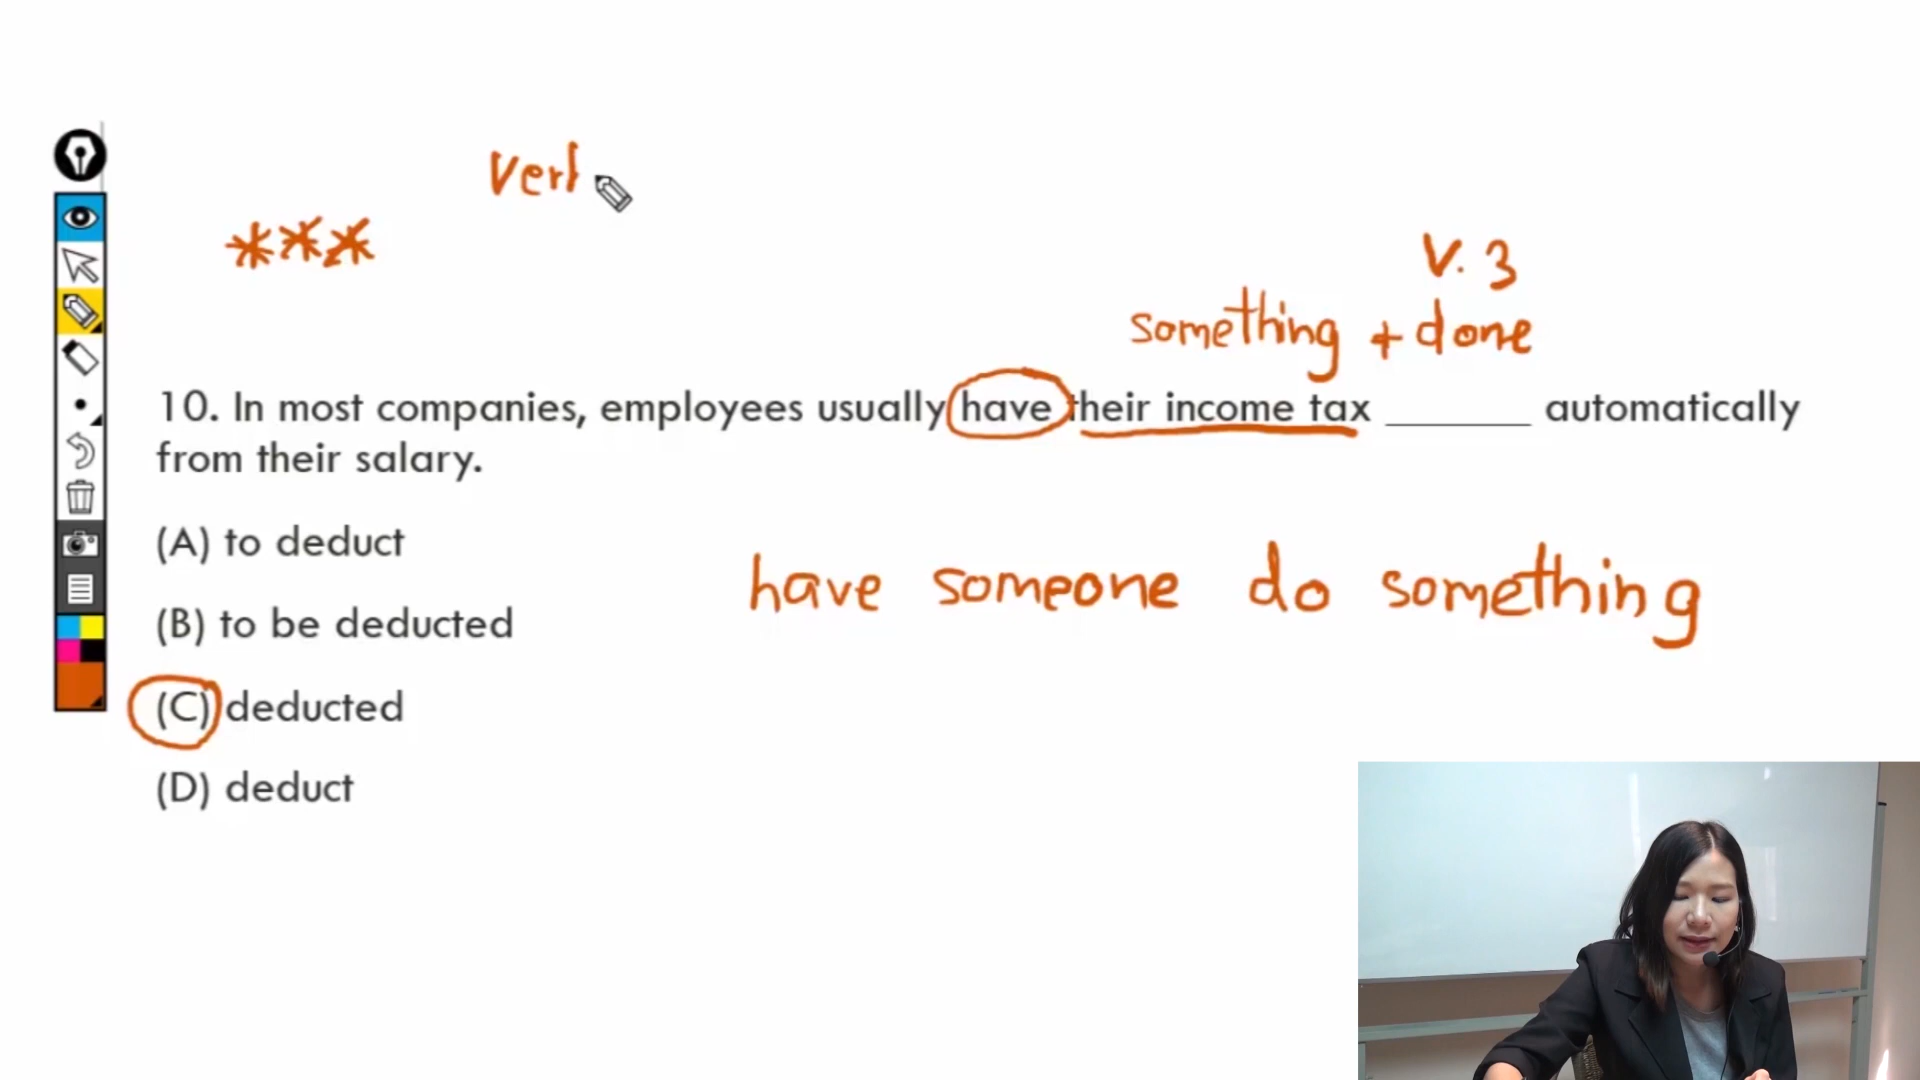 Verb
***
V. 3
something + done
10. In most companies, employees usually have their income tax ______ automatically
from their salary.
(A) to deduct
have someone do something
(B) to be deducted
(C) deducted
(D) deduct